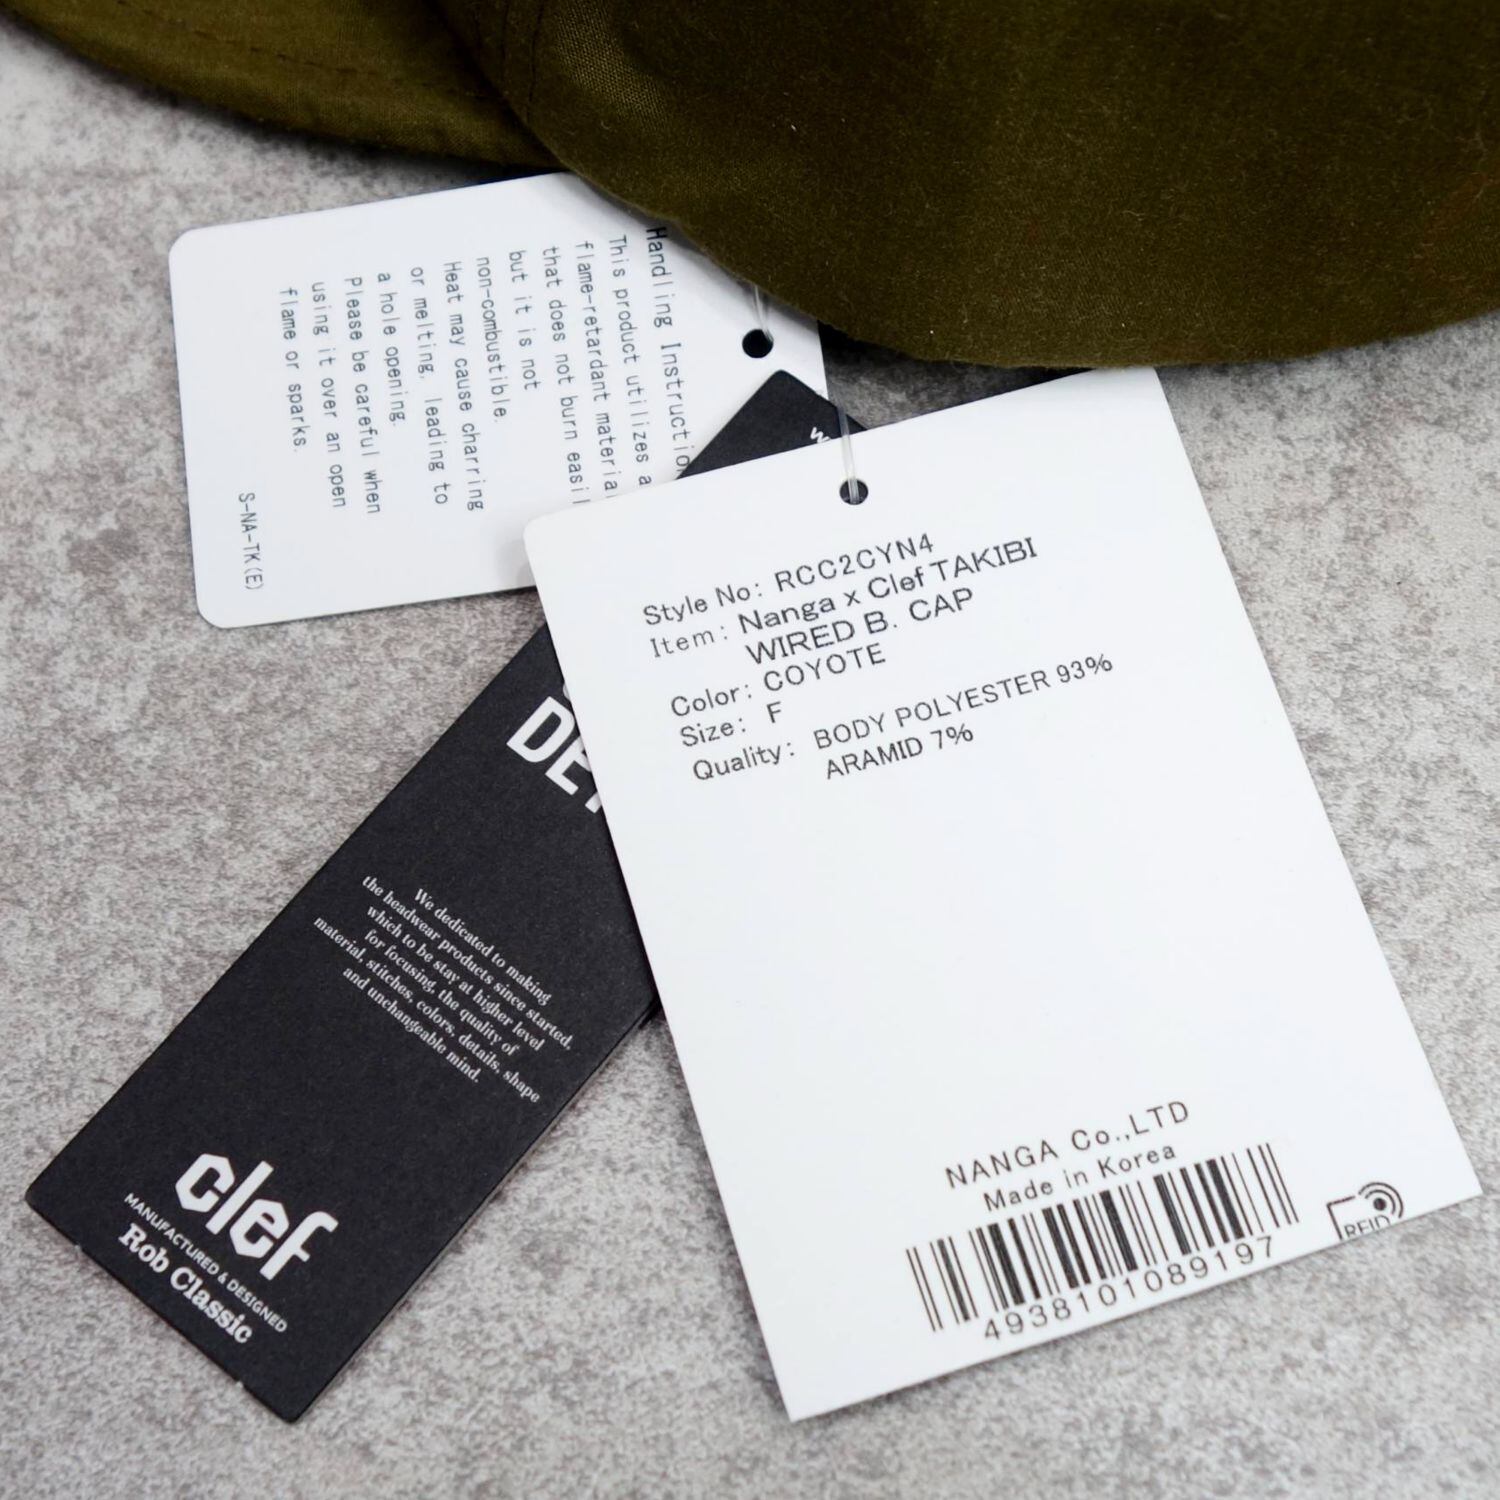 Handling Instruction
This product utilizes a
flame-retardant materia
that does not burn easil
but it is not
non-combustible.
Heat may cause charring
or melting, leading to
a hole opening.
Please be careful when
using it over an open
flame or sparks.
S-NA-TK(E)
Style No: RCC2CYN4
Item: Nanga x Clef TAKIBI
WIRED B. CAP
Color: COYOTE
Size: F
Quality: BODY POLYESTER 93%
ARAMID 7%
NANGA Co.,LTD
Made in Korea
4938101089197
RFID
We dedicated to making
the headwear products since started,
which to be stay at higher level
for focusing, the quality of
material, stitches, colors, details, shape
and unchangeable mind.
clef
MANUFACTURED & DESIGNED
Rob Classic